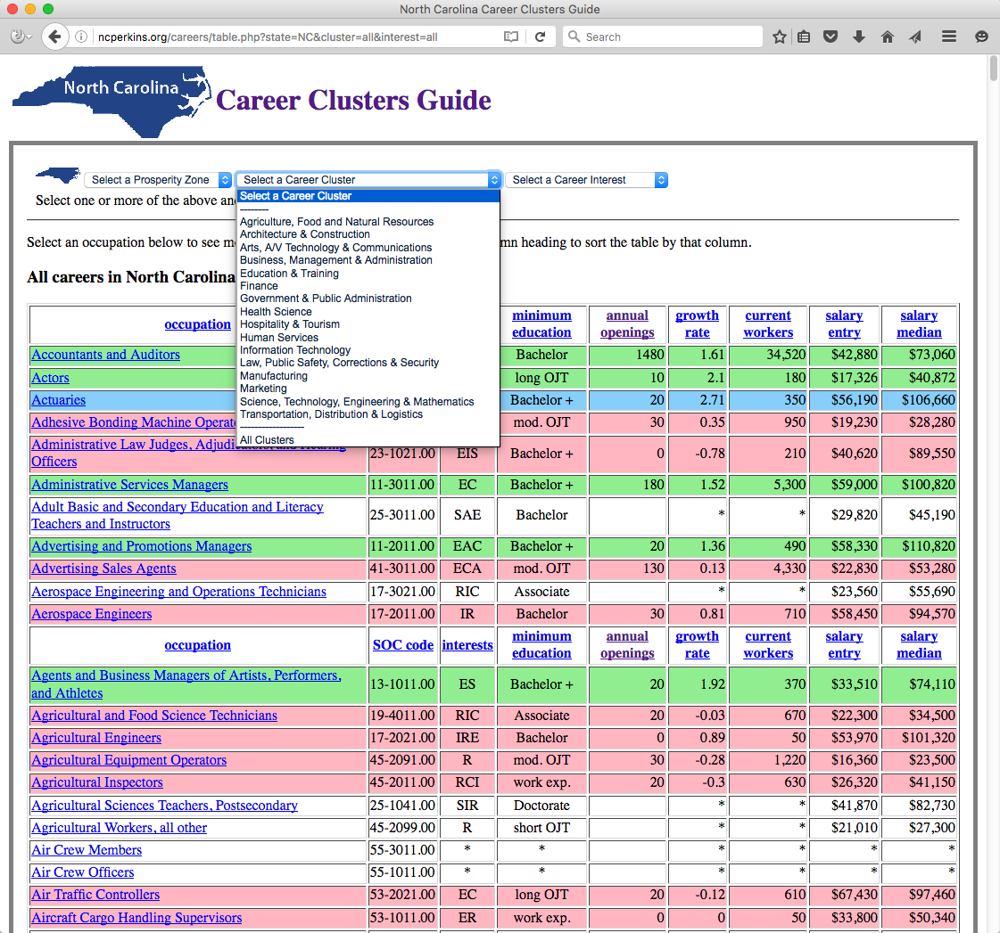 North Carolina Career Clusters Guide
ncperkins.org/careers/table.php?state=NC&cluster=all&interest=all
Search
North Carolina
Career Clusters Guide
Select a Prosperity Zone
Select a Career Cluster
Select a Career Interest
Select a Career Cluster
--------
Agriculture, Food and Natural Resources
Architecture & Construction
Arts, A/V Technology & Communications
Business, Management & Administration
Education & Training
Finance
Government & Public Administration
Health Science
Hospitality & Tourism
Human Services
Information Technology
Law, Public Safety, Corrections & Security
Manufacturing
Marketing
Science, Technology, Engineering & Mathematics
Transportation, Distribution & Logistics
------------------
All Clusters
Select one or more of the above an
Select an occupation below to see m mn heading to sort the table by that column.
All careers in North Carolina
occupation minimum education annual openings growth rate current workers salary entry salary median
Accountants and Auditors Bachelor 1480 1.61 34,520 $42,880 $73,060
Actors long OJT 10 2.1 180 $17,326 $40,872
Actuaries Bachelor + 20 2.71 350 $56,190 $106,660
Adhesive Bonding Machine Operat mod. OJT 30 0.35 950 $19,230 $28,280
Administrative Law Judges, Adjudicators, and Hearing
Officers 23-1021.00 EIS Bachelor + 0 -0.78 210 $40,620 $89,550
Administrative Services Managers 11-3011.00 EC Bachelor + 180 1.52 5,300 $59,000 $100,820
Adult Basic and Secondary Education and Literacy
Teachers and Instructors 25-3011.00 SAE Bachelor * * $29,820 $45,190
Advertising and Promotions Managers 11-2011.00 EAC Bachelor + 20 1.36 490 $58,330 $110,820
Advertising Sales Agents 41-3011.00 ECA mod. OJT 130 0.13 4,330 $22,830 $53,280
Aerospace Engineering and Operations Technicians 17-3021.00 RIC Associate * * $23,560 $55,690
Aerospace Engineers 17-2011.00 IR Bachelor 30 0.81 710 $58,450 $94,570
occupation SOC code interests minimum education annual openings growth rate current workers salary entry salary median
Agents and Business Managers of Artists, Performers,
and Athletes 13-1011.00 ES Bachelor + 20 1.92 370 $33,510 $74,110
Agricultural and Food Science Technicians 19-4011.00 RIC Associate 20 -0.03 670 $22,300 $34,500
Agricultural Engineers 17-2021.00 IRE Bachelor 0 0.89 50 $53,970 $101,320
Agricultural Equipment Operators 45-2091.00 R mod. OJT 30 -0.28 1,220 $16,360 $23,500
Agricultural Inspectors 45-2011.00 RCI work exp. 20 -0.3 630 $26,320 $41,150
Agricultural Sciences Teachers, Postsecondary 25-1041.00 SIR Doctorate * * $41,870 $82,730
Agricultural Workers, all other 45-2099.00 R short OJT * * $21,010 $27,300
Air Crew Members 55-3011.00 * * * * * *
Air Crew Officers 55-1011.00 * * * * * *
Air Traffic Controllers 53-2021.00 EC long OJT 20 -0.12 610 $67,430 $97,460
Aircraft Cargo Handling Supervisors 53-1011.00 ER work exp. 0 0 50 $33,800 $50,340